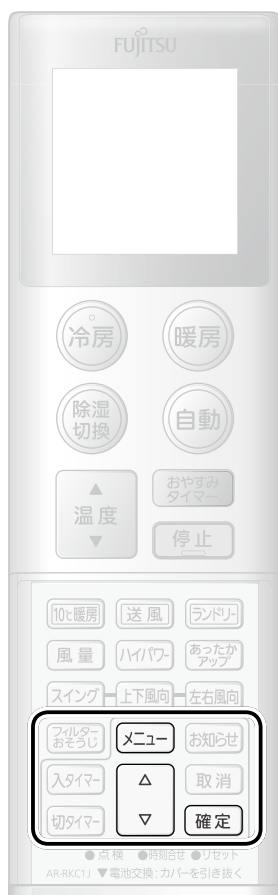 FUJITSU
冷房 暖房
除湿切換 自動
▲ 温度 ▼
おやすみタイマー
停止
10℃暖房 送風 ランドリー
風量 ハイパワー あったかアップ
スイング 上下風向 左右風向
フィルターおそうじ メニュー お知らせ
入タイマー △ 取消
切タイマー ▽ 確定
●点検 ●時刻合せ ●リセット
AR-RKC1J ▼電池交換:カバーを引き抜く